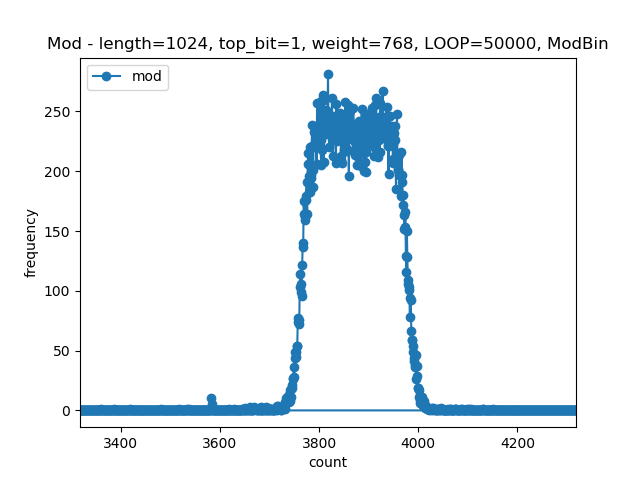 Mod - length=1024, top_bit=1, weight=768, LOOP=50000, ModBin
mod
250
200
150
100
50
0
frequency
3400 3600 3800 4000 4200
count